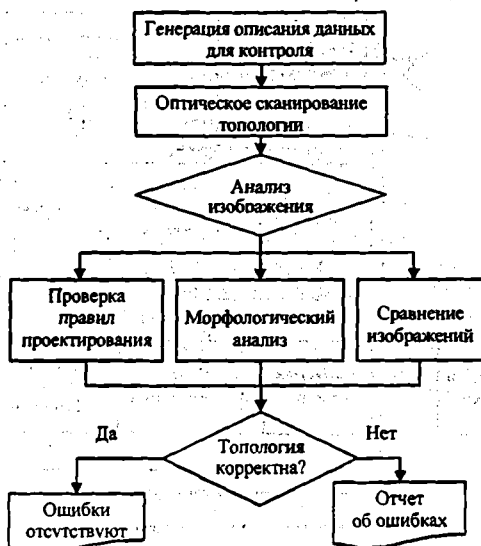 Генерация описания данных
для контроля
Оптическое сканирование
топологии
Анализ
изображения
Проверка
правил
проектирования
Морфологический
анализ
Сравнение
изображений
Да
Топология
корректна?
Нет
Ошибки
отсутствуют
Отчет
об ошибках